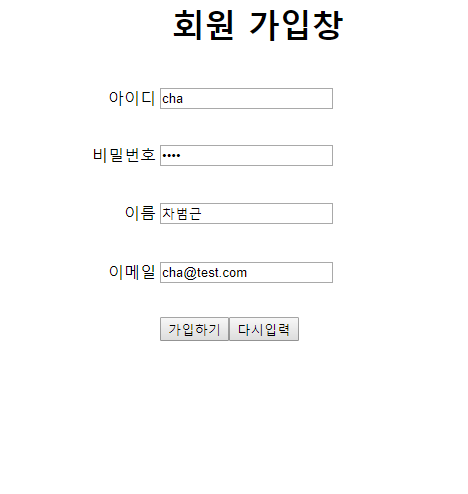 회원 가입창
아이디 cha
비밀번호 ••••
이름 차범근
이메일 cha@test.com
가입하기 다시입력